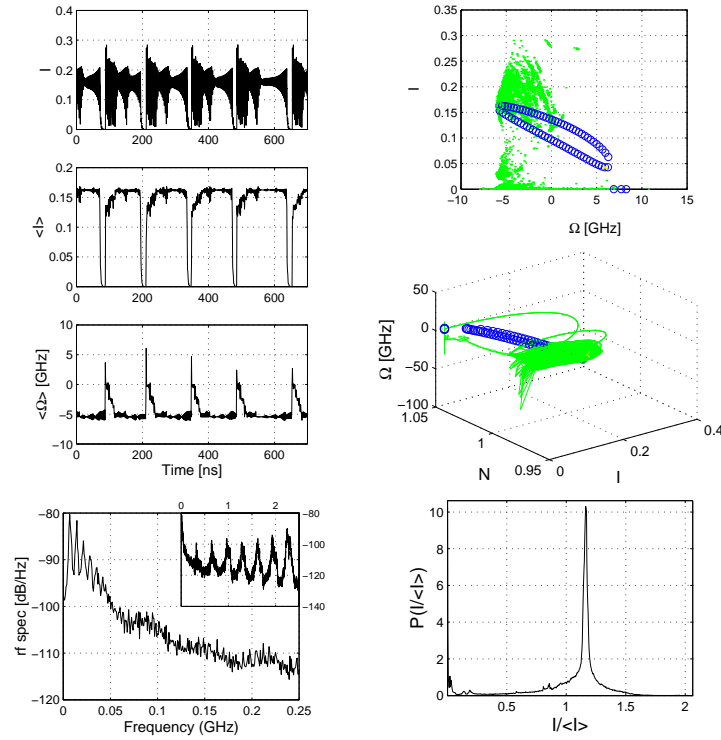 0.4
0.3
0.2
0.1
0
I
0 200 400 600
0.2
0.15
0.1
0.05
0
<I>
0 200 400 600
10
5
0
−5
−10
<Ω> [GHz]
0 200 400 600
Time [ns]
−80
−90
−100
−110
−120
rf spec [dB/Hz]
0 0.05 0.1 0.15 0.2 0.25
Frequency (GHz)
0 1 2
−80
−100
−120
−140
0.35
0.3
0.25
0.2
0.15
0.1
0.05
0
I
−10 −5 0 5 10 15
Ω [GHz]
50
0
−50
−100
Ω [GHz]
1.05
1
0.95
N
0
0.2
0.4
I
10
8
6
4
2
0
P(I/<I>)
0.5 1 1.5 2
I/<I>